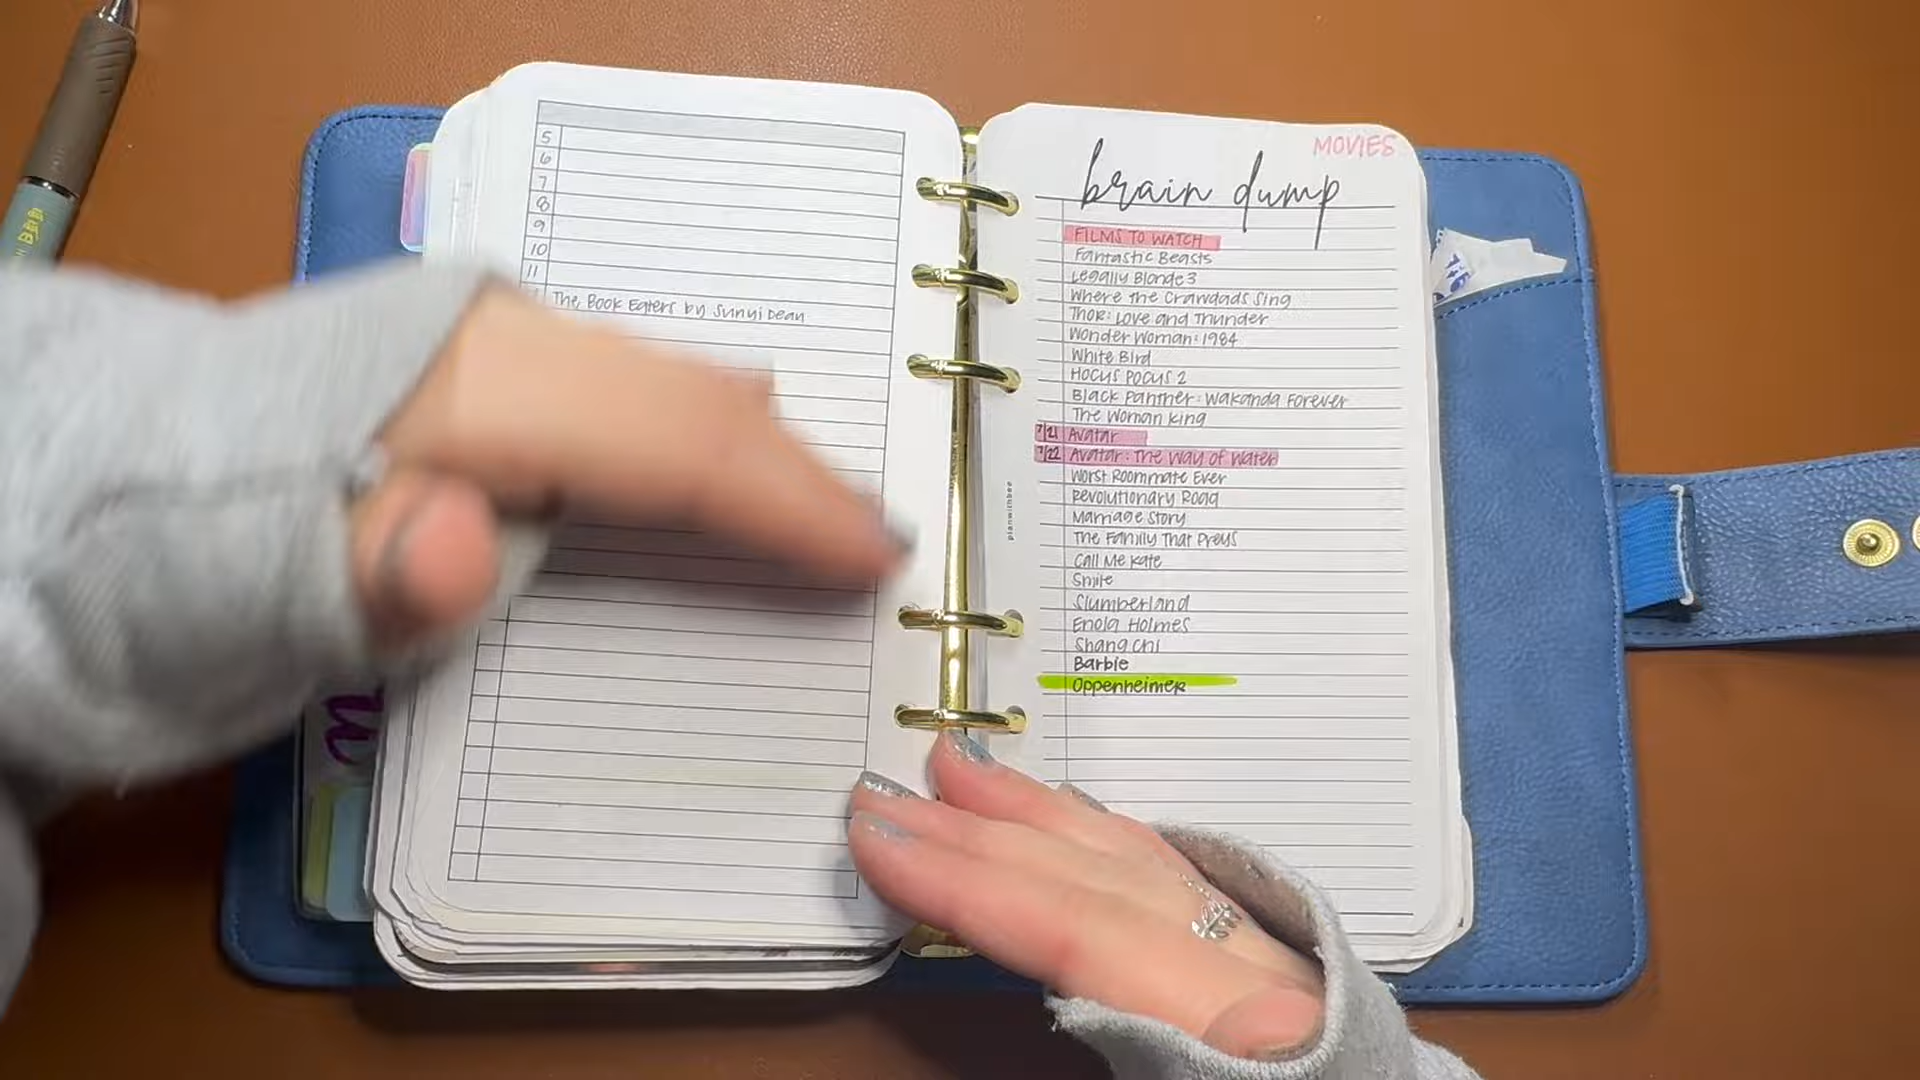 5
6
7
8
9
10
11
The Book Eaters by Sunyi Dean
MOVIES
brain dump
FILMS TO WATCH
Fantastic Beasts
Legally Blonde 3
Where The Crawdads Sing
Thor: Love and Thunder
Wonder Woman: 1984
White Bird
Hocus Pocus 2
Black Panther: Wakanda Forever
The Woman King
7/21 Avatar
7/22 Avatar: The Way of Water
Worst Roommate Ever
Revolutionary Road
Marriage Story
The Family That Preys
Call Me Kate
Smile
Slumberland
Enola Holmes
Shang Chi
Barbie
Oppenheimer
planwithbee